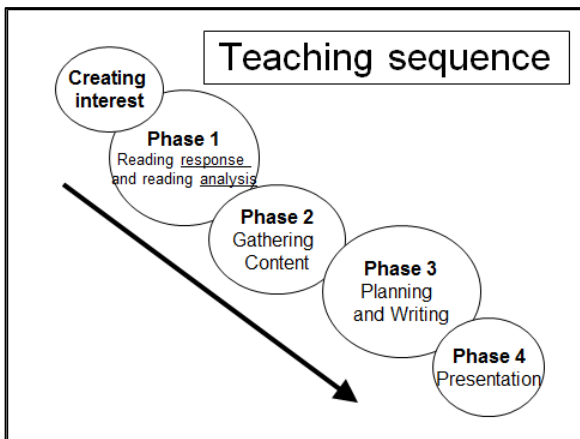 Teaching sequence
Creating
interest
Phase 1
Reading response
and reading analysis
Phase 2
Gathering
Content
Phase 3
Planning
and Writing
Phase 4
Presentation